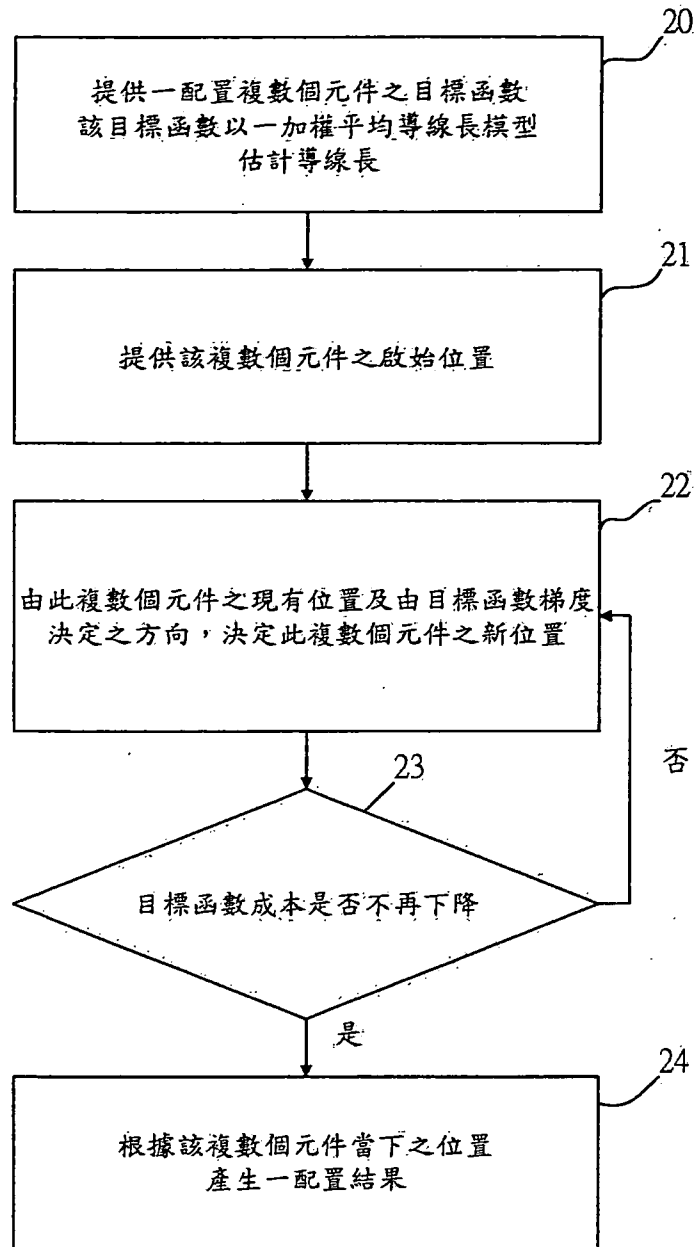 20
提供一配置複數個元件之目標函數
該目標函數以一加權平均導線長模型
估計導線長
21
提供該複數個元件之啟始位置
22
由此複數個元件之現有位置及由目標函數梯度
決定之方向，決定此複數個元件之新位置
否
23
目標函數成本是否不再下降
是
24
根據該複數個元件當下之位置
產生一配置結果